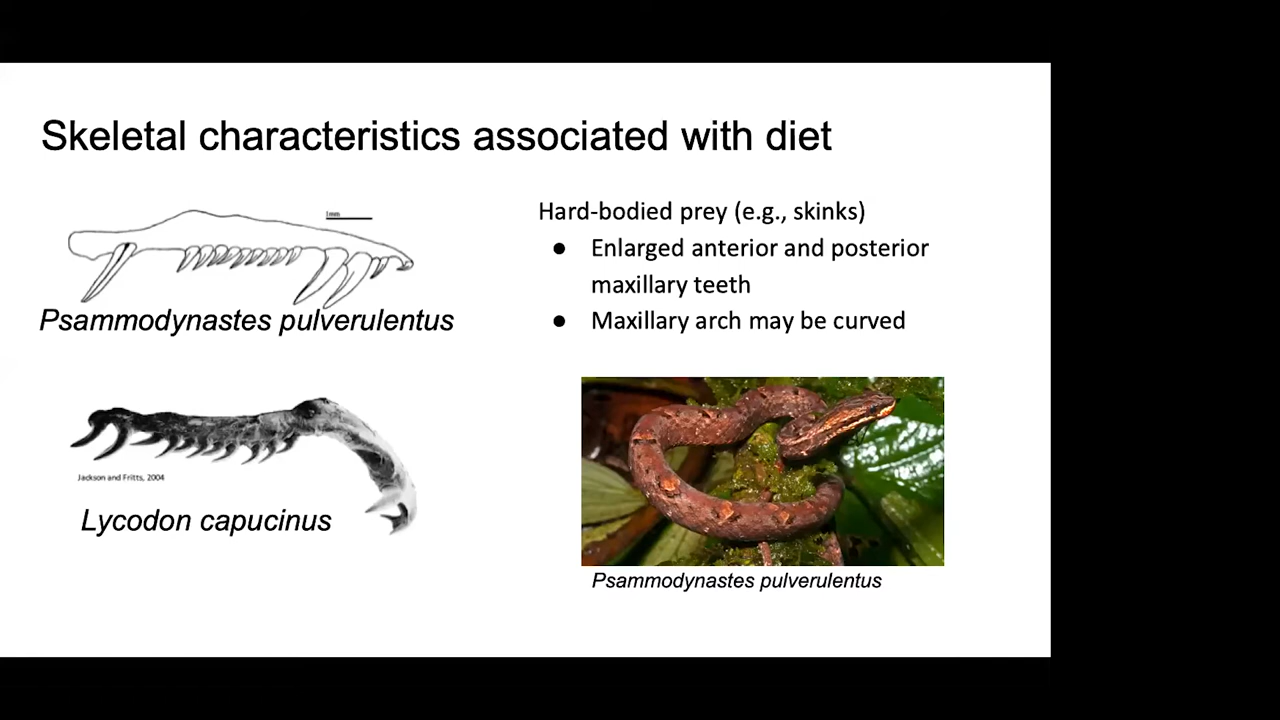 Skeletal characteristics associated with diet
1mm
Psammodynastes pulverulentus
Hard-bodied prey (e.g., skinks)
● Enlarged anterior and posterior
maxillary teeth
● Maxillary arch may be curved
Jackson and Fritts, 2004
Lycodon capucinus
Psammodynastes pulverulentus